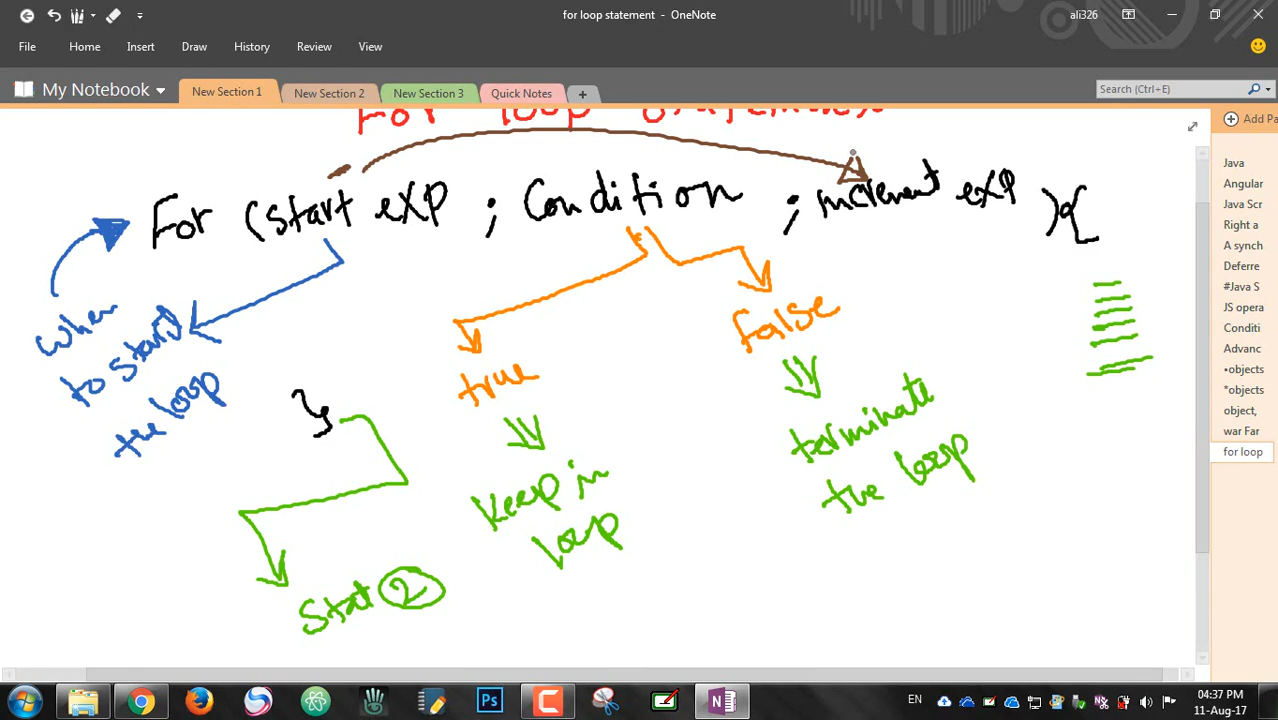 for loop statement - OneNote
ali326
File Home Insert Draw History Review View
My Notebook New Section 1 New Section 2 New Section 3 Quick Notes
Search (Ctrl+E)
For loop
Add Pa
For (start exp ; Condition ; increment exp ){
when
to start
the loop
true
Keep in
loop
false
terminate
the loop
}
Stat 2
Java
Angular
Java Scr
Right a
A synch
Deferre
#Java S
JS opera
Conditi
Advanc
•objects
*objects
object,
war Far
for loop
EN
04:37 PM
11-Aug-17